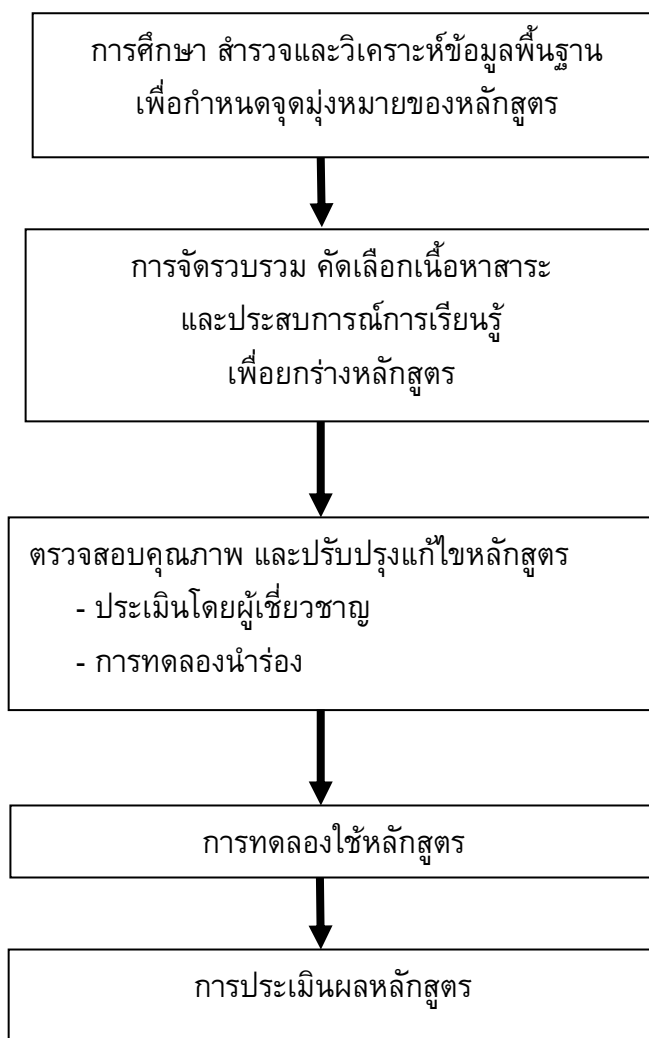 การศึกษา สำรวจและวิเคราะห์ข้อมูลพื้นฐาน
เพื่อกำหนดจุดมุ่งหมายของหลักสูตร
การจัดรวบรวม คัดเลือกเนื้อหาสาระ
และประสบการณ์การเรียนรู้
เพื่อยกร่างหลักสูตร
ตรวจสอบคุณภาพ และปรับปรุงแก้ไขหลักสูตร
- ประเมินโดยผู้เชี่ยวชาญ
- การทดลองนำร่อง
การทดลองใช้หลักสูตร
การประเมินผลหลักสูตร